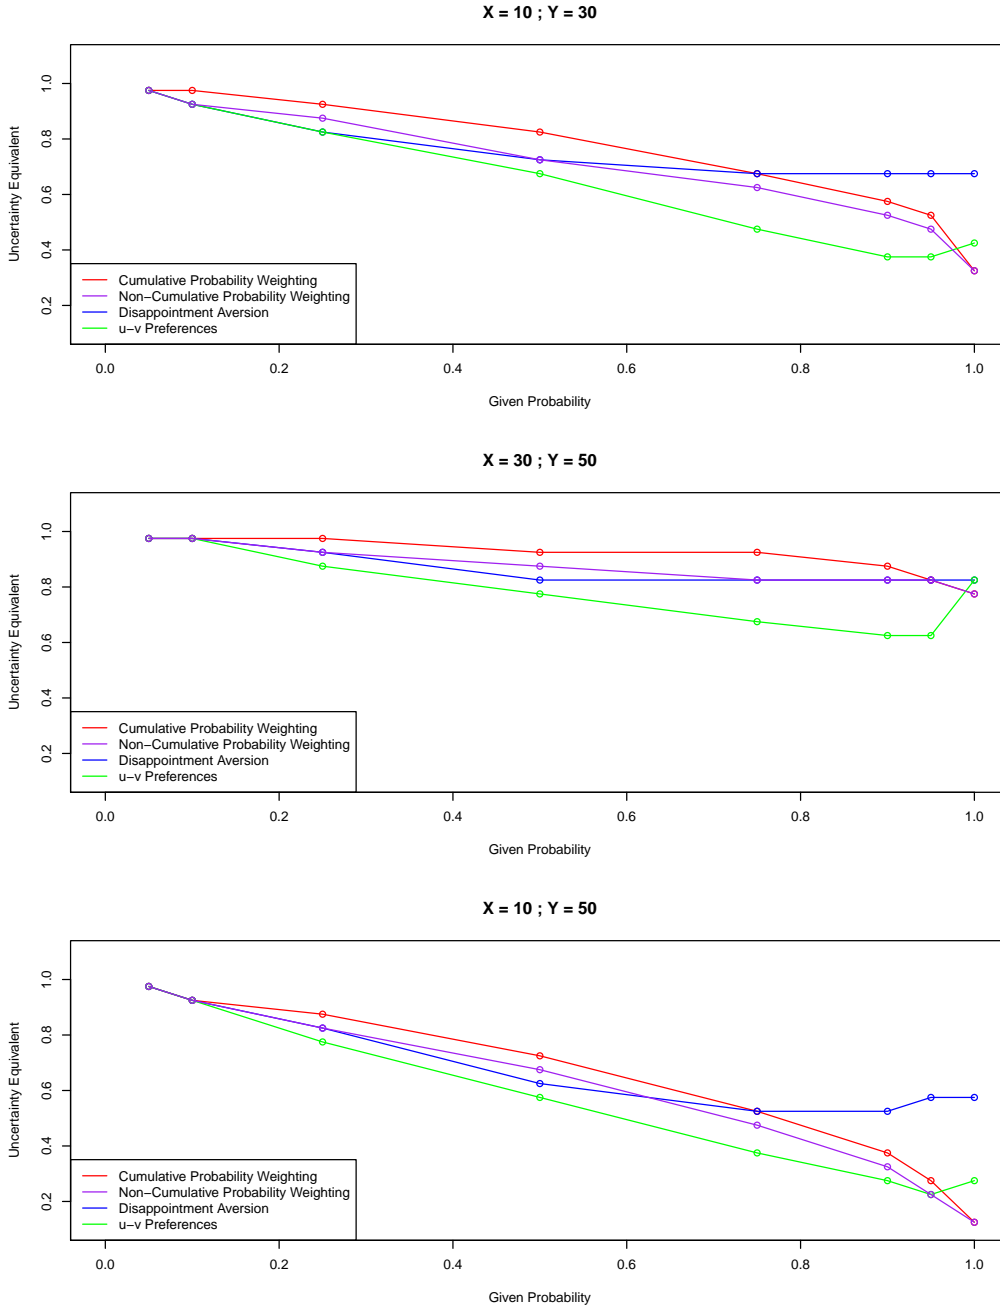 X = 10 ; Y = 30
Uncertainty Equivalent
1.0
0.8
0.6
0.4
0.2
Cumulative Probability Weighting
Non−Cumulative Probability Weighting
Disappointment Aversion
u−v Preferences
0.0 0.2 0.4 0.6 0.8 1.0
Given Probability
X = 30 ; Y = 50
Uncertainty Equivalent
1.0
0.8
0.6
0.4
0.2
Cumulative Probability Weighting
Non−Cumulative Probability Weighting
Disappointment Aversion
u−v Preferences
0.0 0.2 0.4 0.6 0.8 1.0
Given Probability
X = 10 ; Y = 50
Uncertainty Equivalent
1.0
0.8
0.6
0.4
0.2
Cumulative Probability Weighting
Non−Cumulative Probability Weighting
Disappointment Aversion
u−v Preferences
0.0 0.2 0.4 0.6 0.8 1.0
Given Probability